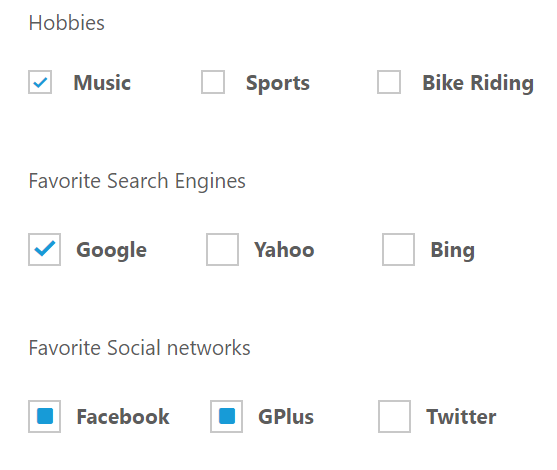 Hobbies
Music Sports Bike Riding
Favorite Search Engines
Google Yahoo Bing
Favorite Social networks
Facebook GPlus Twitter